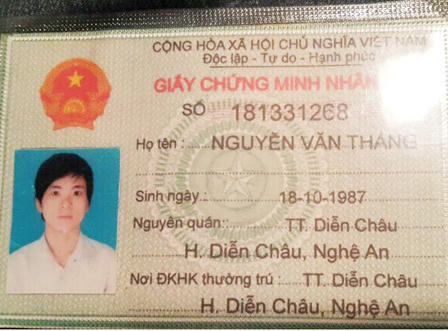 CỘNG HÒA XÃ HỘI CHỦ NGHĨA VIỆT NAM
Độc lập - Tự do - Hạnh phúc
GIẤY CHỨNG MINH NHÂN
SỐ 181331268
Họ tên : NGUYỄN VĂN THẮNG
Sinh ngày : 18-10-1987
Nguyên quán: TT. Diễn Châu
H. Diễn Châu, Nghệ An
Nơi ĐKHK thường trú : TT. Diễn Châu
H. Diễn Châu, Nghệ An